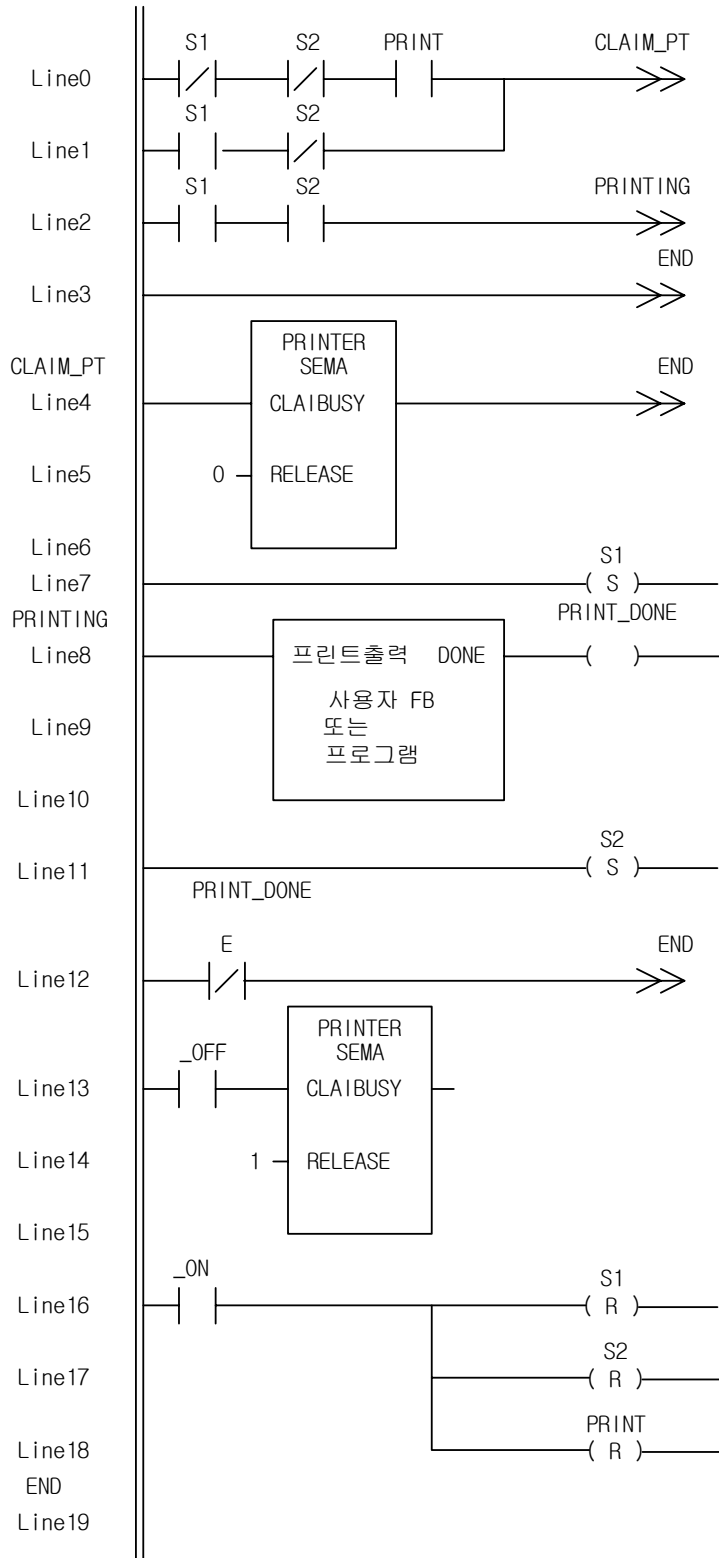 S1 S2 PRINT CLAIM_PT
Line0
S1 S2
Line1
S1 S2 PRINTING
Line2
END
Line3
PRINTER
SEMA
CLAIM_PT END
Line4 CLAIBUSY
Line5 0 RELEASE
Line6
S1
Line7 ( S )
PRINTING PRINT_DONE
Line8 프린트출력 DONE ( )
사용자 FB
Line9 또는
프로그램
Line10
S2
Line11 ( S )
PRINT_DONE
E END
Line12
PRINTER
_OFF SEMA
Line13 CLAIBUSY
Line14 1 RELEASE
Line15
_ON S1
Line16 ( R )
S2
Line17 ( R )
PRINT
Line18 ( R )
END
Line19